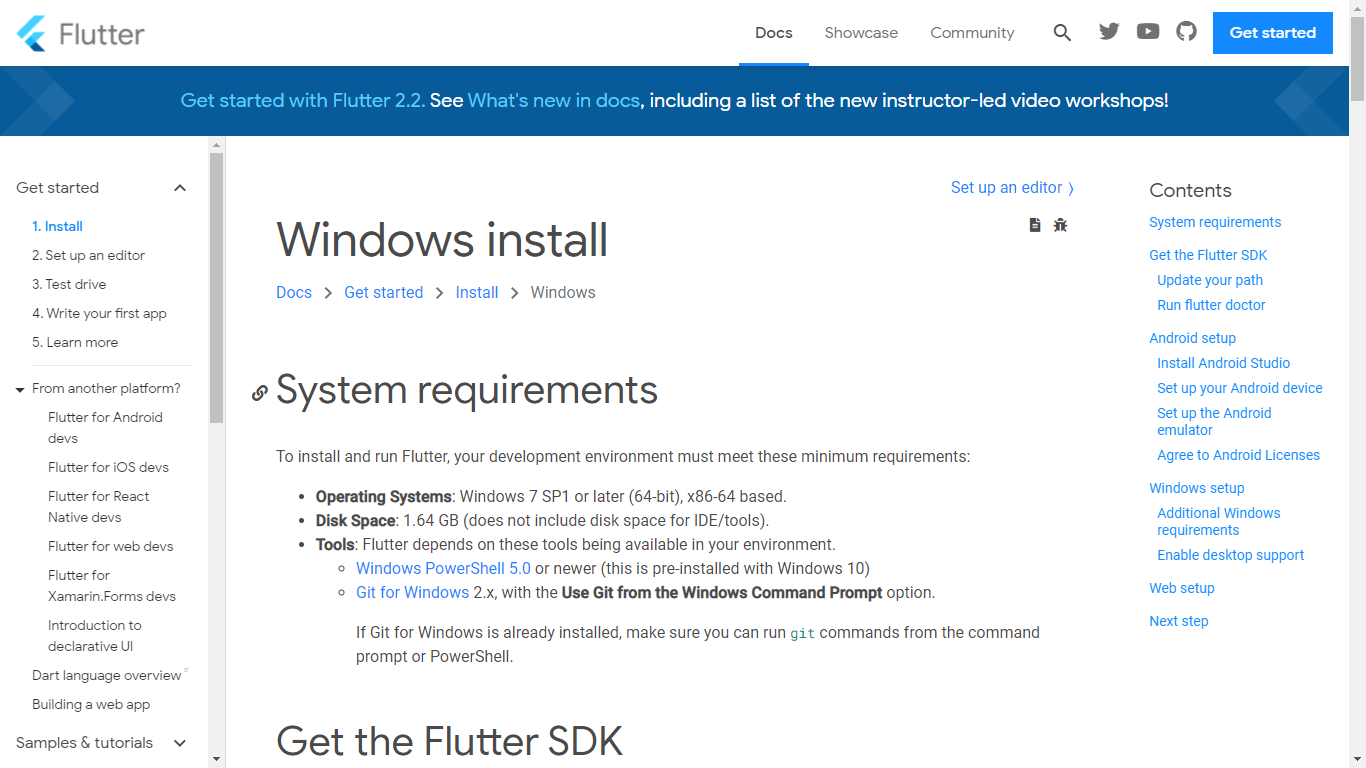 Flutter
Docs
Showcase
Community
Get started
Get started with Flutter 2.2. See What's new in docs, including a list of the new instructor-led video workshops!
Get started
1. Install
2. Set up an editor
3. Test drive
4. Write your first app
5. Learn more
From another platform?
Flutter for Android
devs
Flutter for iOS devs
Flutter for React
Native devs
Flutter for web devs
Flutter for
Xamarin.Forms devs
Introduction to
declarative UI
Dart language overview
Building a web app
Samples & tutorials
Set up an editor 〉
Windows install
Docs
Get started
Install
Windows
System requirements
To install and run Flutter, your development environment must meet these minimum requirements:
• Operating Systems: Windows 7 SP1 or later (64-bit), x86-64 based.
• Disk Space: 1.64 GB (does not include disk space for IDE/tools).
• Tools: Flutter depends on these tools being available in your environment.
◦ Windows PowerShell 5.0 or newer (this is pre-installed with Windows 10)
◦ Git for Windows 2.x, with the Use Git from the Windows Command Prompt option.
If Git for Windows is already installed, make sure you can run git commands from the command
prompt or PowerShell.
Get the Flutter SDK
Contents
System requirements
Get the Flutter SDK
Update your path
Run flutter doctor
Android setup
Install Android Studio
Set up your Android device
Set up the Android
emulator
Agree to Android Licenses
Windows setup
Additional Windows
requirements
Enable desktop support
Web setup
Next step